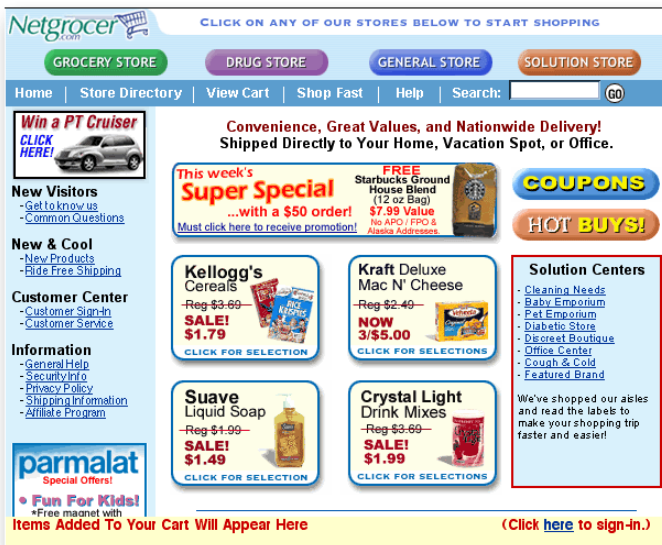 Netgrocer
.com
CLICK ON ANY OF OUR STORES BELOW TO START SHOPPING
GROCERY STORE
DRUG STORE
GENERAL STORE
SOLUTION STORE
Home | Store Directory | View Cart | Shop Fast | Help | Search: GO
Win a PT Cruiser
CLICK
HERE!
New Visitors
-Get to know us
-Common Questions
New & Cool
-New Products
-Ride Free Shipping
Customer Center
-Customer Sign-In
-Customer Service
Information
-General Help
-Security Info
-Privacy Policy
-Shipping Information
-Affiliate Program
parmalat
Special Offers!
• Fun For Kids!
*Free magnet with
Convenience, Great Values, and Nationwide Delivery!
Shipped Directly to Your Home, Vacation Spot, or Office.
This week's
Super Special
...with a $50 order!
Must click here to receive promotion!
FREE
Starbucks Ground
House Blend
(12 oz Bag)
$7.99 Value
No APO / FPO &
Alaska Addresses.
COUPONS
HOT BUYS!
Kellogg's
Cereals
Reg $3.69
SALE!
$1.79
CLICK FOR SELECTION
RICE
KRISPIES
Kraft Deluxe
Mac N' Cheese
Reg $2.49
NOW
3/$5.00
CLICK FOR SELECTIONS
Velveeta
Suave
Liquid Soap
Reg $1.99
SALE!
$1.49
CLICK FOR SELECTIONS
Crystal Light
Drink Mixes
Reg $3.69
SALE!
$1.99
CLICK FOR SELECTIONS
Solution Centers
- Cleaning Needs
- Baby Emporium
- Pet Emporium
- Diabetic Store
- Discreet Boutique
- Office Center
- Cough & Cold
- Featured Brand
We've shopped our aisles
and read the labels to
make your shopping trip
faster and easier!
Items Added To Your Cart Will Appear Here
(Click here to sign-in.)